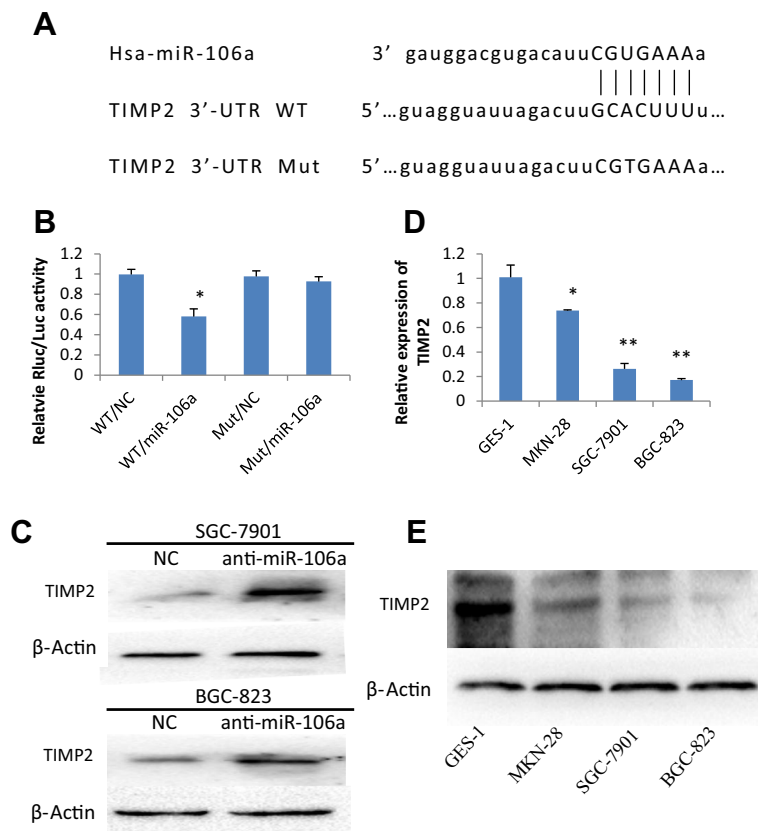 A
Hsa-miR-106a 3’ gauggacgugacauuCGUGAAAa
TIMP2 3’-UTR WT 5’…guagguauuagacuuGCACUUUu…
TIMP2 3’-UTR Mut 5’…guagguauuagacuuCGTGAAAa…
B
Relatvie Rluc/Luc activity
1.2
1
0.8
0.6
0.4
0.2
0
*
WT/NC
WT/miR-106a
Mut/NC
Mut/miR-106a
D
Relative expression of
TIMP2
1.2
1
0.8
0.6
0.4
0.2
0
*
**
**
GES-1
MKN-28
SGC-7901
BGC-823
C
SGC-7901
NC anti-miR-106a
TIMP2
β-Actin
BGC-823
NC anti-miR-106a
TIMP2
β-Actin
E
TIMP2
β-Actin
GES-1
MKN-28
SGC-7901
BGC-823